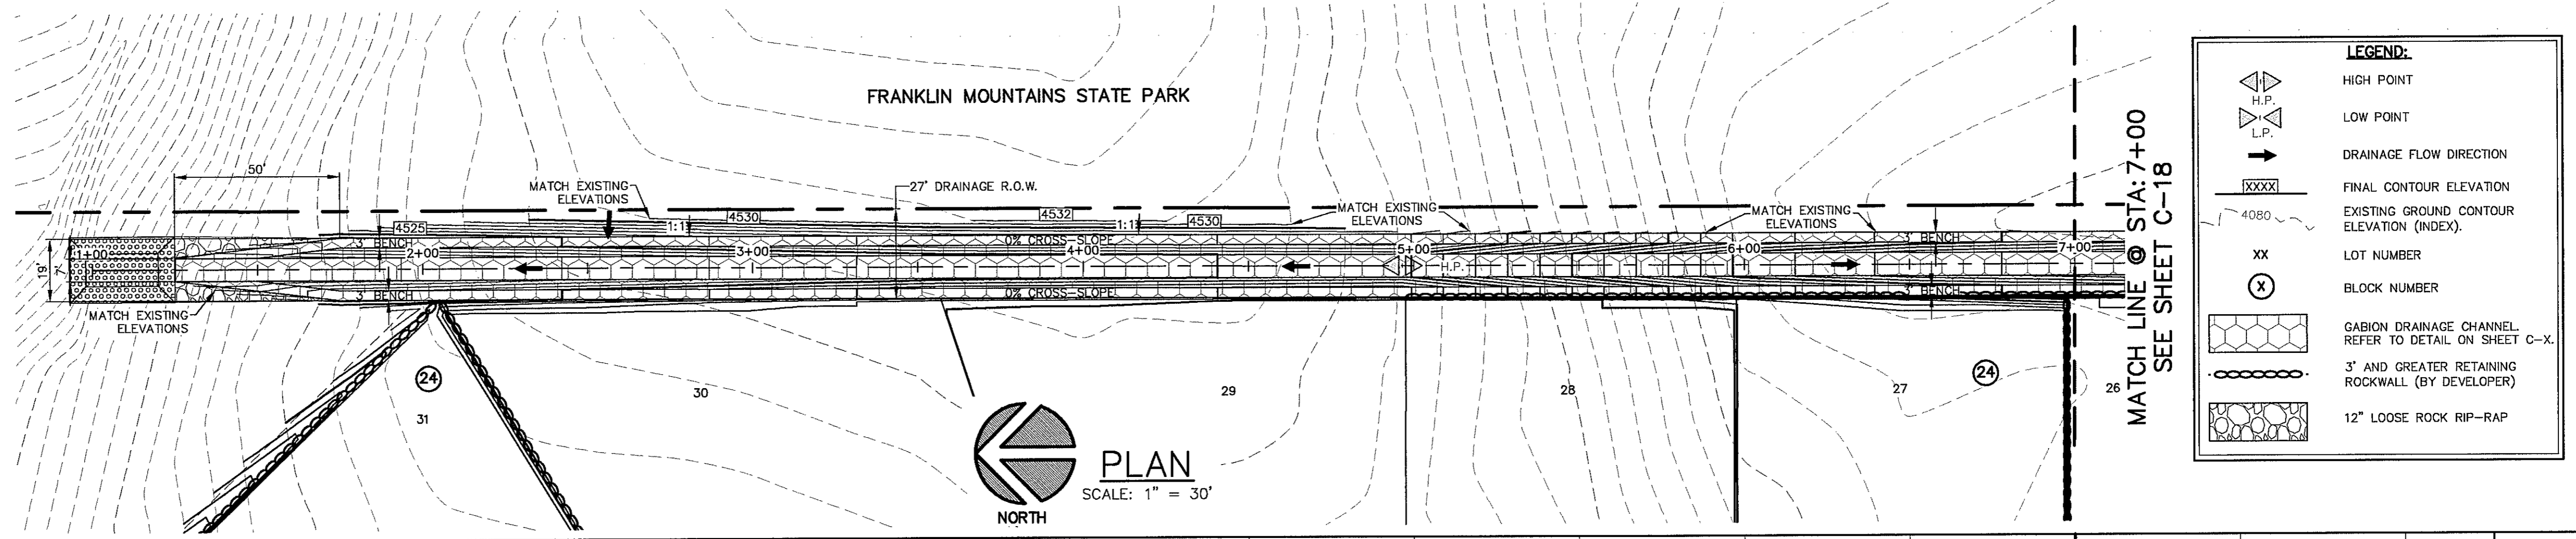 FRANKLIN MOUNTAINS STATE PARK
50'
MATCH EXISTING
ELEVATIONS
27' DRAINAGE R.O.W.
4525
1:1
4530
4532
1:1
4530
MATCH EXISTING
ELEVATIONS
MATCH EXISTING
ELEVATIONS
19'
7'
1+00
3' BENCH
2+00
3+00
0% CROSS-SLOPE
4+00
5+00
H.P.
6+00
3' BENCH
7+00
3' BENCH
0% CROSS-SLOPE
3' BENCH
MATCH EXISTING
ELEVATIONS
24
31
30
29
28
27
24
26
PLAN
SCALE: 1" = 30'
NORTH
MATCH LINE @ STA: 7+00
SEE SHEET C-18
LEGEND:
H.P.
HIGH POINT
L.P.
LOW POINT
DRAINAGE FLOW DIRECTION
XXXX
FINAL CONTOUR ELEVATION
4080
EXISTING GROUND CONTOUR
ELEVATION (INDEX).
XX
LOT NUMBER
X
BLOCK NUMBER
GABION DRAINAGE CHANNEL.
REFER TO DETAIL ON SHEET C-X.
3' AND GREATER RETAINING
ROCKWALL (BY DEVELOPER)
12" LOOSE ROCK RIP-RAP